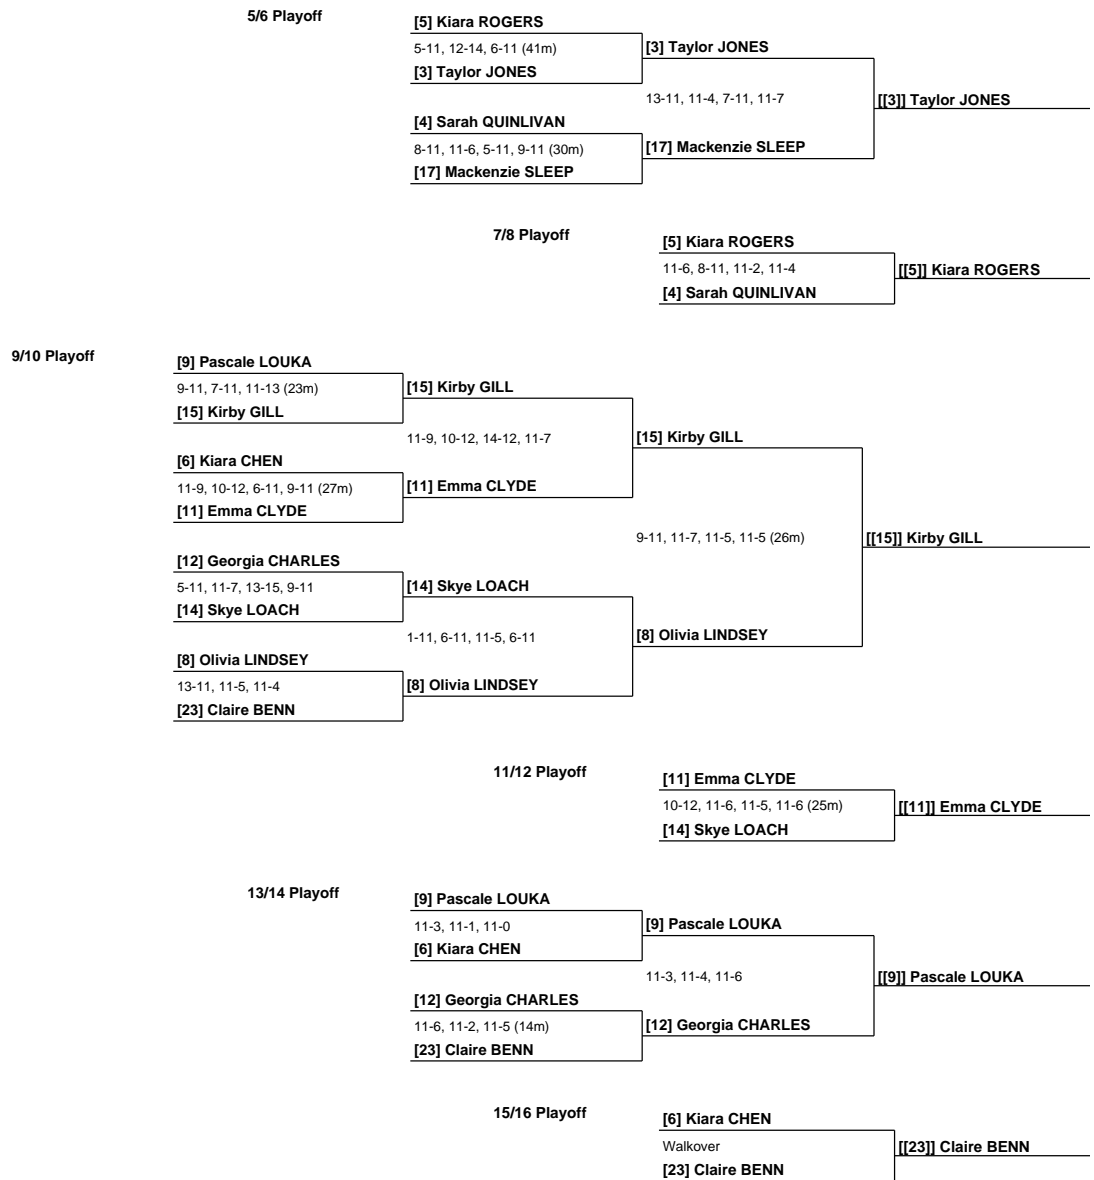 5/6 Playoff
[5] Kiara ROGERS
5-11, 12-14, 6-11 (41m)
[3] Taylor JONES
[3] Taylor JONES
13-11, 11-4, 7-11, 11-7
[[3]] Taylor JONES
[4] Sarah QUINLIVAN
8-11, 11-6, 5-11, 9-11 (30m)
[17] Mackenzie SLEEP
[17] Mackenzie SLEEP
7/8 Playoff
[5] Kiara ROGERS
11-6, 8-11, 11-2, 11-4
[[5]] Kiara ROGERS
[4] Sarah QUINLIVAN
9/10 Playoff
[9] Pascale LOUKA
9-11, 7-11, 11-13 (23m)
[15] Kirby GILL
[15] Kirby GILL
11-9, 10-12, 14-12, 11-7
[15] Kirby GILL
[6] Kiara CHEN
11-9, 10-12, 6-11, 9-11 (27m)
[11] Emma CLYDE
[11] Emma CLYDE
9-11, 11-7, 11-5, 11-5 (26m)
[[15]] Kirby GILL
[12] Georgia CHARLES
5-11, 11-7, 13-15, 9-11
[14] Skye LOACH
[14] Skye LOACH
1-11, 6-11, 11-5, 6-11
[8] Olivia LINDSEY
[8] Olivia LINDSEY
13-11, 11-5, 11-4
[8] Olivia LINDSEY
[23] Claire BENN
11/12 Playoff
[11] Emma CLYDE
10-12, 11-6, 11-5, 11-6 (25m)
[[11]] Emma CLYDE
[14] Skye LOACH
13/14 Playoff
[9] Pascale LOUKA
11-3, 11-1, 11-0
[9] Pascale LOUKA
[6] Kiara CHEN
11-3, 11-4, 11-6
[[9]] Pascale LOUKA
[12] Georgia CHARLES
11-6, 11-2, 11-5 (14m)
[12] Georgia CHARLES
[23] Claire BENN
15/16 Playoff
[6] Kiara CHEN
Walkover
[[23]] Claire BENN
[23] Claire BENN